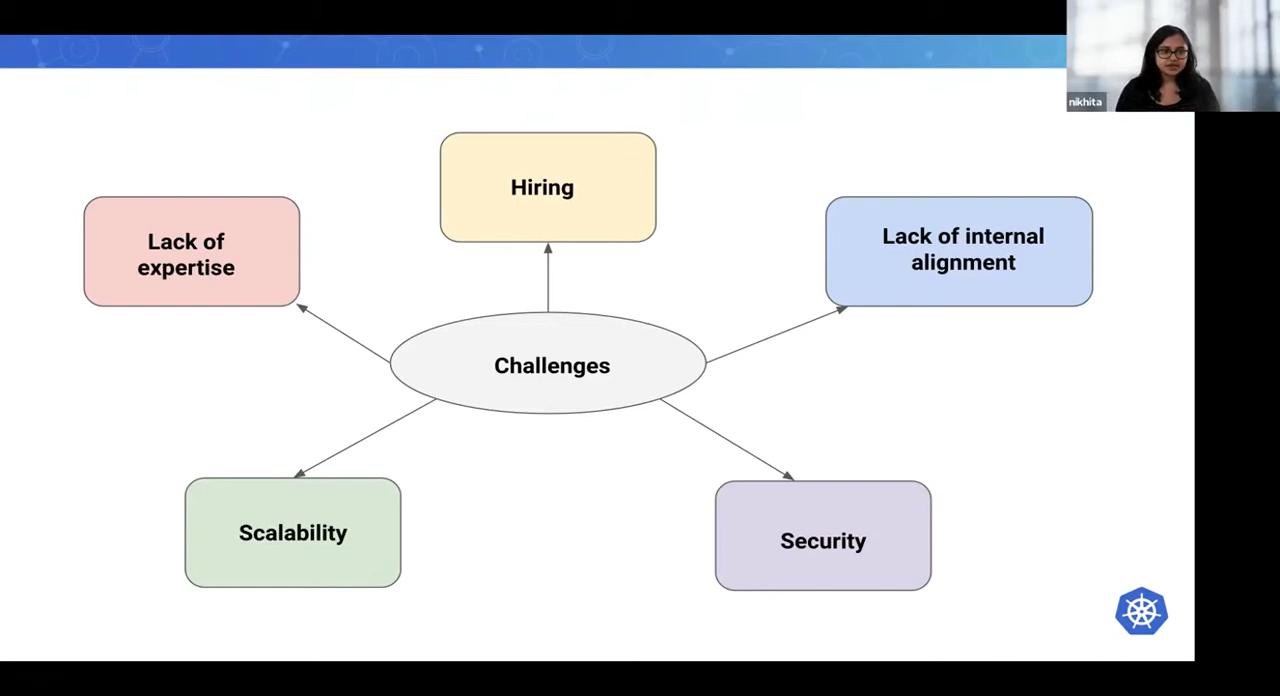 nikhita
Hiring
Lack of
expertise
Lack of internal
alignment
Challenges
Scalability
Security